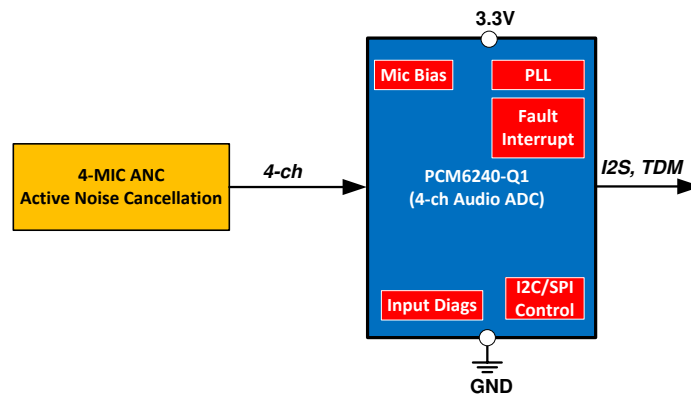 3.3V
Mic Bias
PLL
Fault
Interrupt
4-MIC ANC
Active Noise Cancellation
4-ch
PCM6240-Q1
(4-ch Audio ADC)
I2S, TDM
Input Diags
I2C/SPI
Control
GND